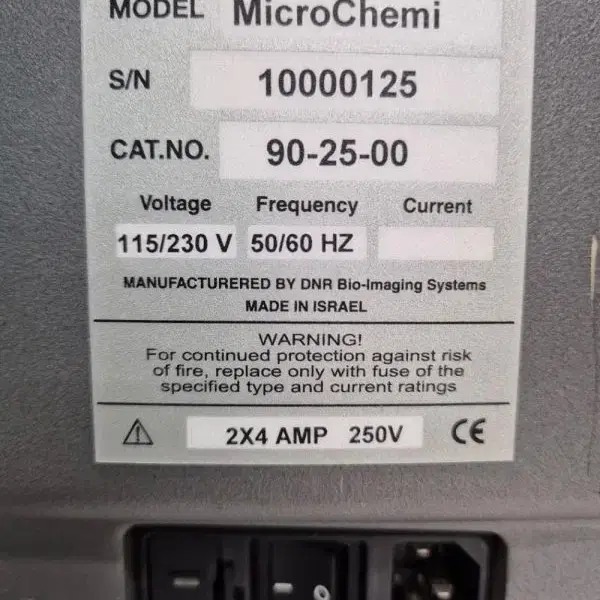 MODEL MicroChemi
S/N 10000125
CAT.NO. 90-25-00
Voltage Frequency Current
115/230 V 50/60 HZ
MANUFACTURERED BY DNR Bio-Imaging Systems
MADE IN ISRAEL
WARNING!
For continued protection against risk
of fire, replace only with fuse of the
specified type and current ratings
2X4 AMP 250V CE